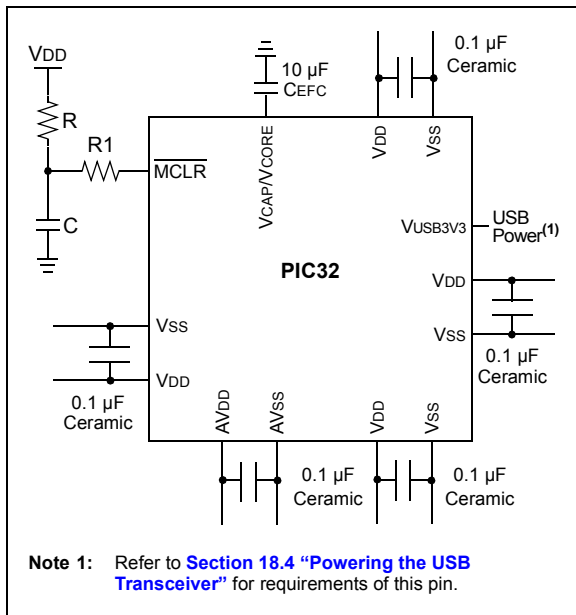 VDD
R
R1
C
10 µF
CEFC
0.1 µF
Ceramic
VDD
VSS
VCAP/VCORE
MCLR
VUSB3V3
USB
Power(1)
PIC32
VDD
VSS
0.1 µF
Ceramic
VSS
VDD
0.1 µF
Ceramic
AVDD
AVSS
VDD
VSS
0.1 µF
Ceramic
0.1 µF
Ceramic
Note 1: Refer to Section 18.4 “Powering the USB
Transceiver” for requirements of this pin.